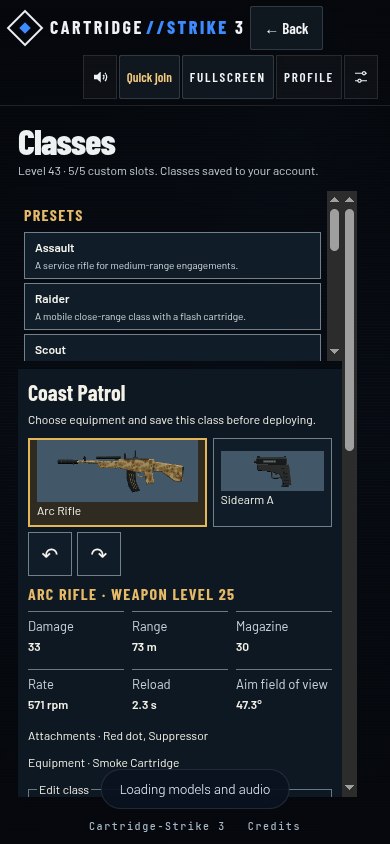 CARTRIDGE//STRIKE 3
← Back
Quick join
FULLSCREEN
PROFILE
Classes
Level 43 · 5/5 custom slots. Classes saved to your account.
PRESETS
Assault
A service rifle for medium-range engagements.
Raider
A mobile close-range class with a flash cartridge.
Scout
Coast Patrol
Choose equipment and save this class before deploying.
Arc Rifle
Sidearm A
ARC RIFLE · WEAPON LEVEL 25
Damage Range Magazine
33 73 m 30
Rate Reload Aim field of view
571 rpm 2.3 s 47.3°
Attachments · Red dot, Suppressor
Equipment · Smoke Cartridge
Edit class
Loading models and audio
Cartridge-Strike 3 Credits